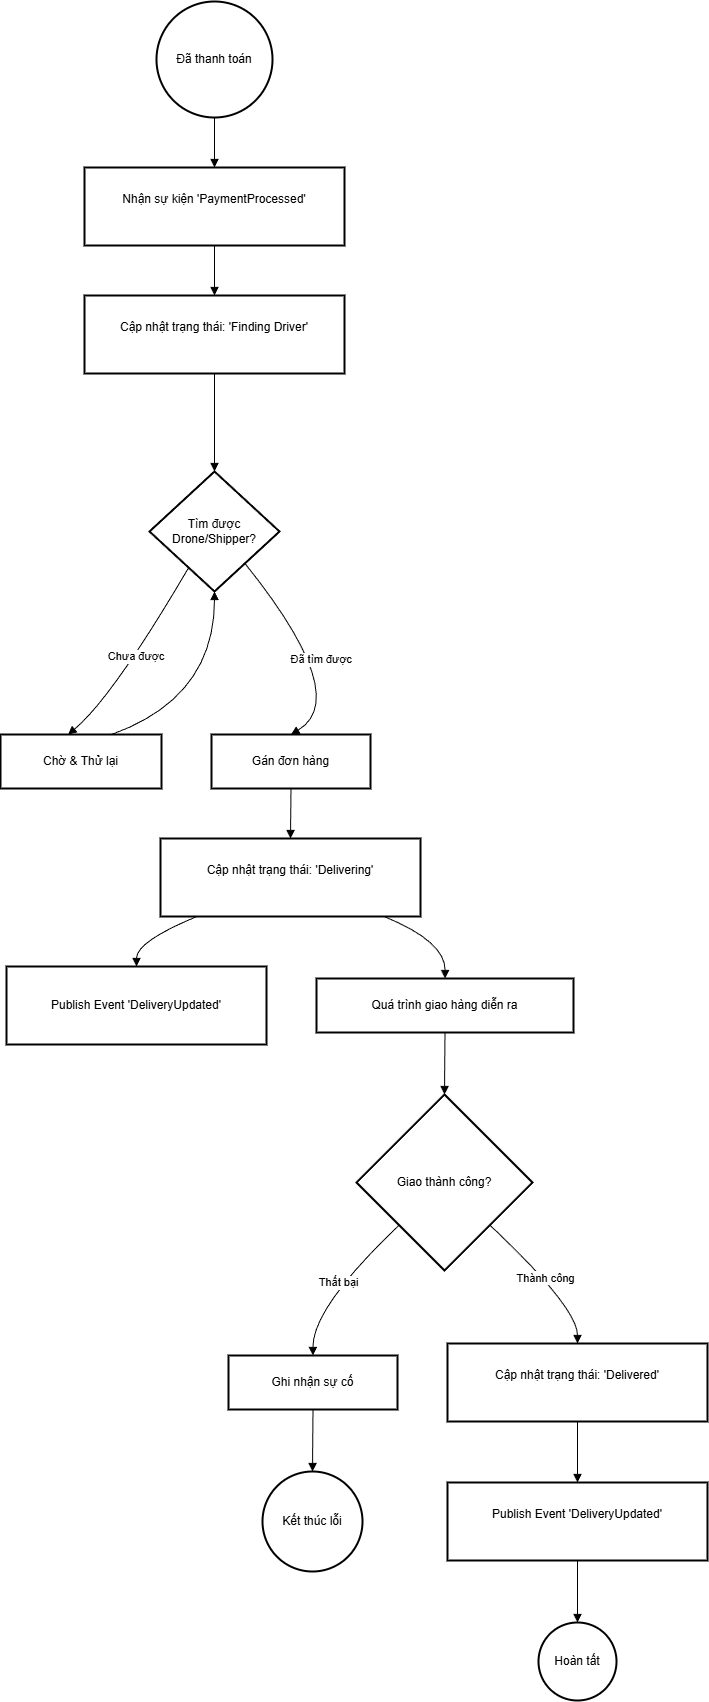 Đã thanh toán
Nhận sự kiện 'PaymentProcessed'
Cập nhật trạng thái: 'Finding Driver'
Tìm được
Drone/Shipper?
Chưa được
Đã tìm được
Chờ & Thử lại
Gán đơn hàng
Cập nhật trạng thái: 'Delivering'
Publish Event 'DeliveryUpdated'
Quá trình giao hàng diễn ra
Giao thành công?
Thất bại
Thành công
Ghi nhận sự cố
Cập nhật trạng thái: 'Delivered'
Kết thúc lỗi
Publish Event 'DeliveryUpdated'
Hoàn tất